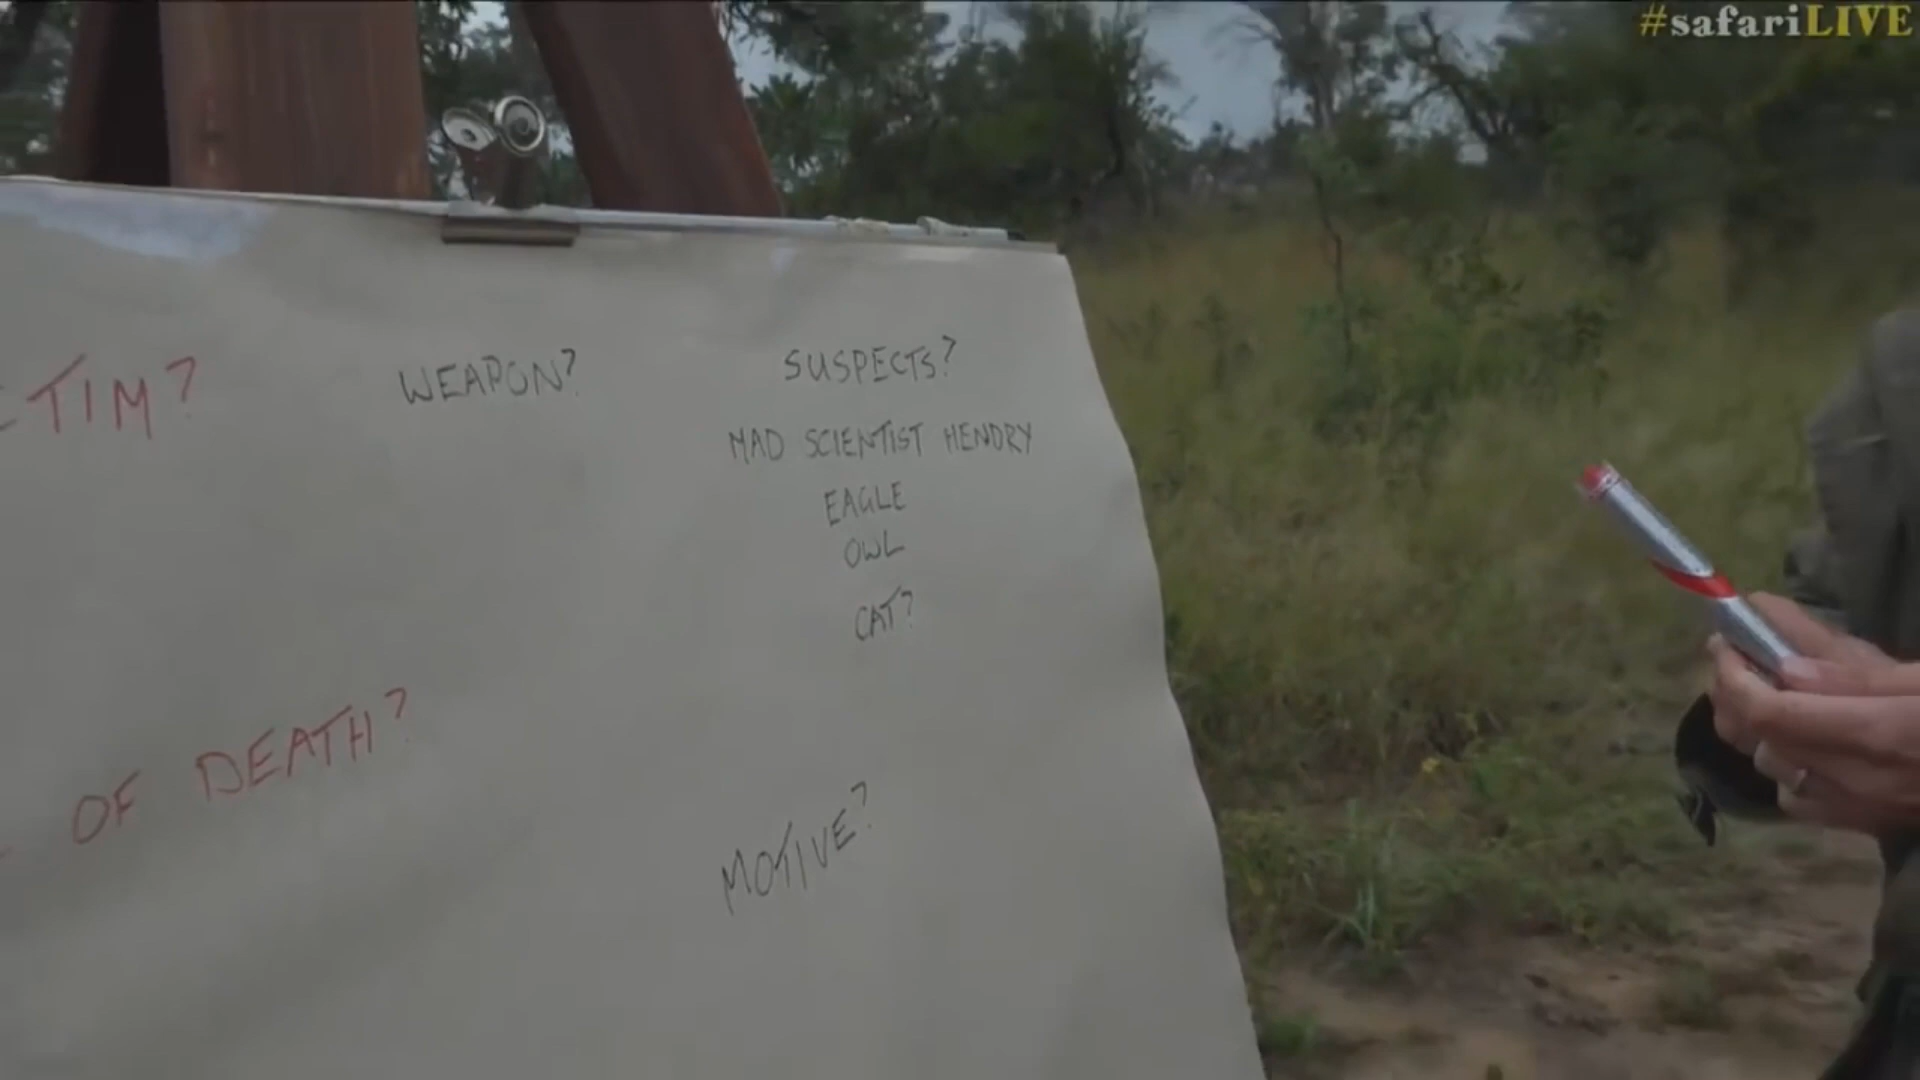 #safariLIVE
TIM?
WEAPON?
SUSPECTS?
MAD SCIENTIST HENDRY
EAGLE
OWL
CAT?
OF DEATH?
MOTIVE?